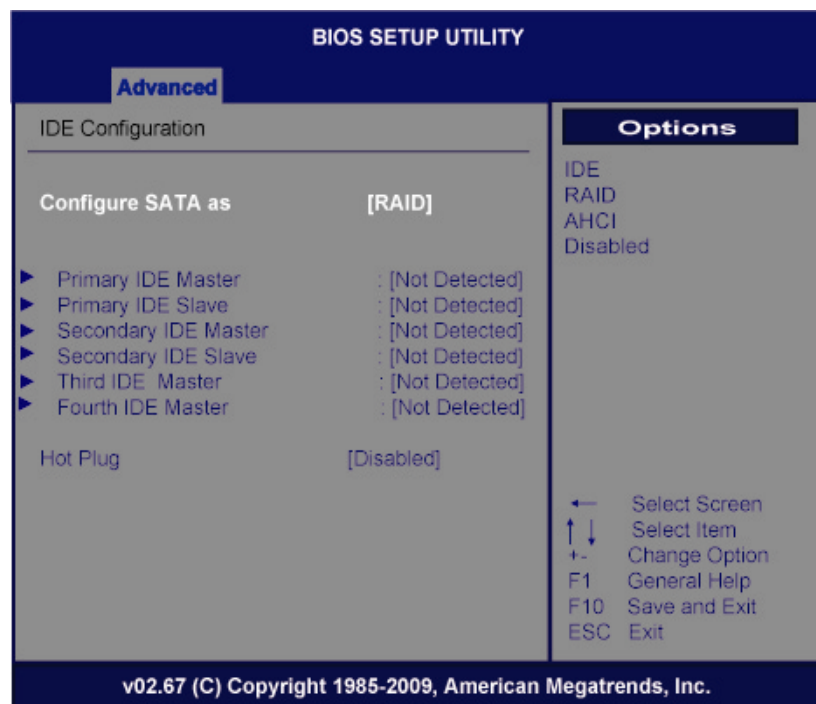 BIOS SETUP UTILITY
Advanced
IDE Configuration
Configure SATA as [RAID]
Primary IDE Master : [Not Detected]
Primary IDE Slave : [Not Detected]
Secondary IDE Master : [Not Detected]
Secondary IDE Slave : [Not Detected]
Third IDE Master : [Not Detected]
Fourth IDE Master : [Not Detected]
Hot Plug [Disabled]
Options
IDE
RAID
AHCI
Disabled
← Select Screen
↑↓ Select Item
+- Change Option
F1 General Help
F10 Save and Exit
ESC Exit
v02.67 (C) Copyright 1985-2009, American Megatrends, Inc.